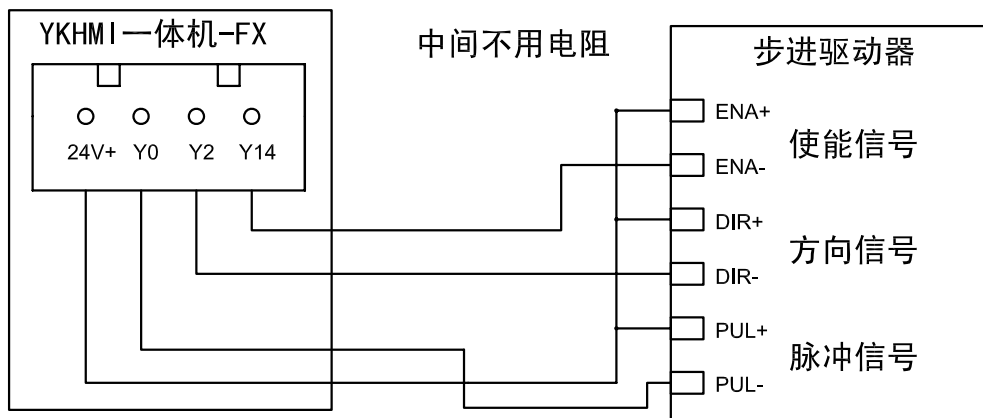 YKHMI一体机-FX
中间不用电阻
步进驱动器
24V+ Y0 Y2 Y14
ENA+
使能信号
ENA-
DIR+
方向信号
DIR-
PUL+
脉冲信号
PUL-